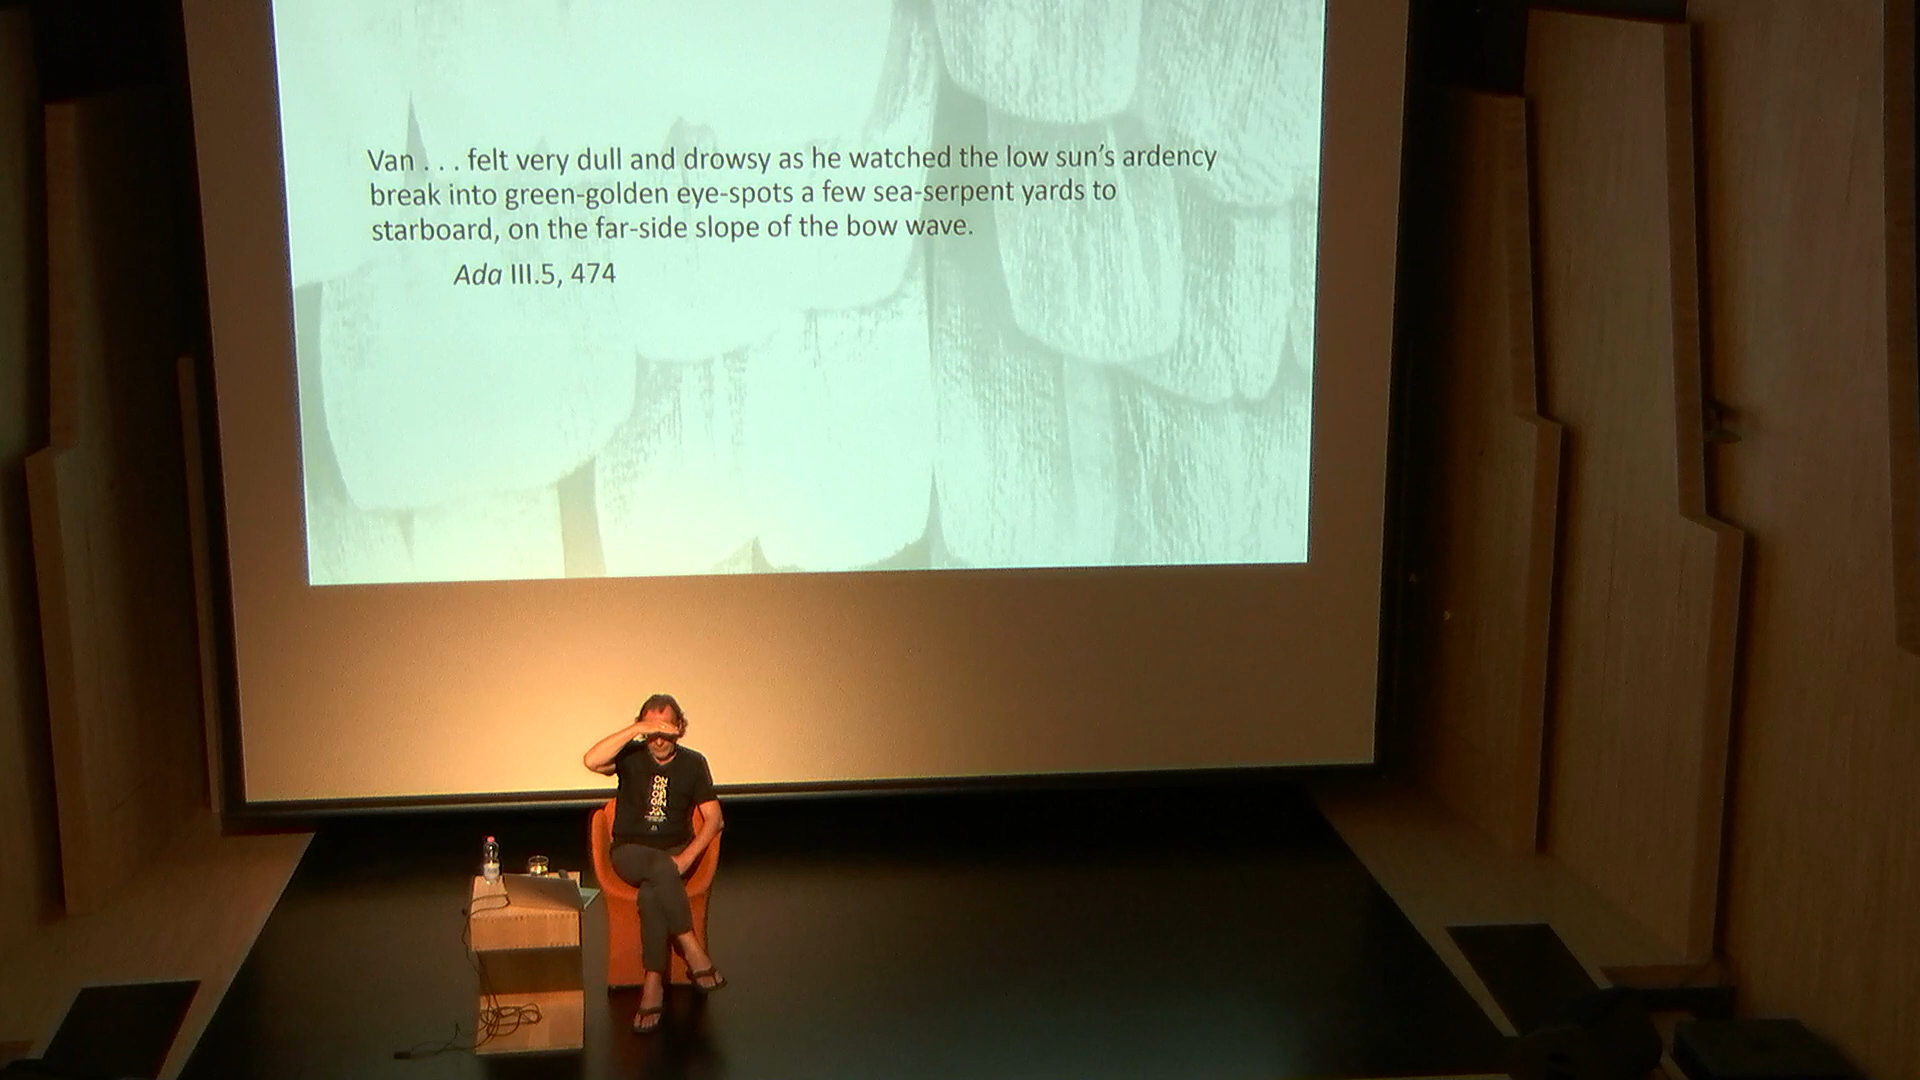 Van . . . felt very dull and drowsy as he watched the low sun's ardency
break into green-golden eye-spots a few sea-serpent yards to
starboard, on the far-side slope of the bow wave.
Ada III.5, 474
ON